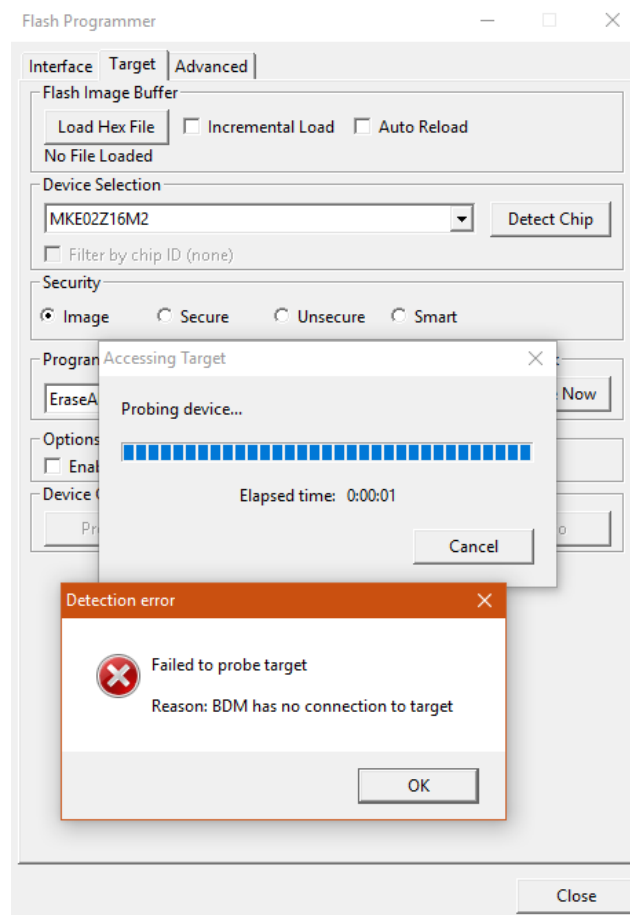 Flash Programmer
Interface Target Advanced
Flash Image Buffer
Load Hex File Incremental Load Auto Reload
No File Loaded
Device Selection
MKE02Z16M2 Detect Chip
Filter by chip ID (none)
Security
Image Secure Unsecure Smart
Accessing Target
Now
Probing device...
Options
Elapsed time: 0:00:01
Device
Cancel
Detection error
Failed to probe target
Reason: BDM has no connection to target
OK
Close